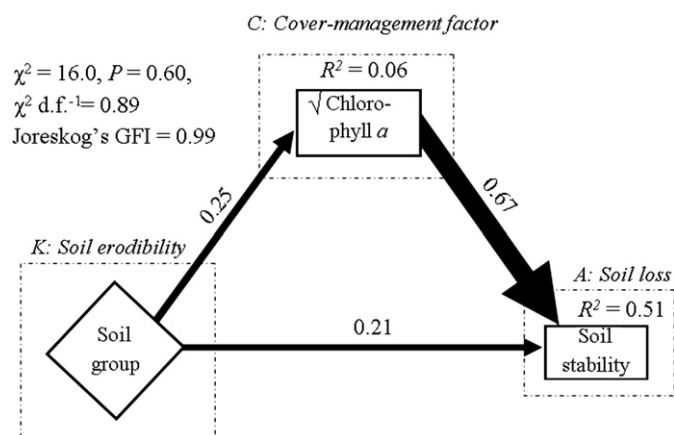 C: Cover-management factor
χ² = 16.0, P = 0.60,
χ² d.f.⁻¹= 0.89
Joreskog's GFI = 0.99
R² = 0.06
√ Chloro-
phyll a
0.25
0.67
K: Soil erodibility
Soil
group
0.21
A: Soil loss
R² = 0.51
Soil
stability